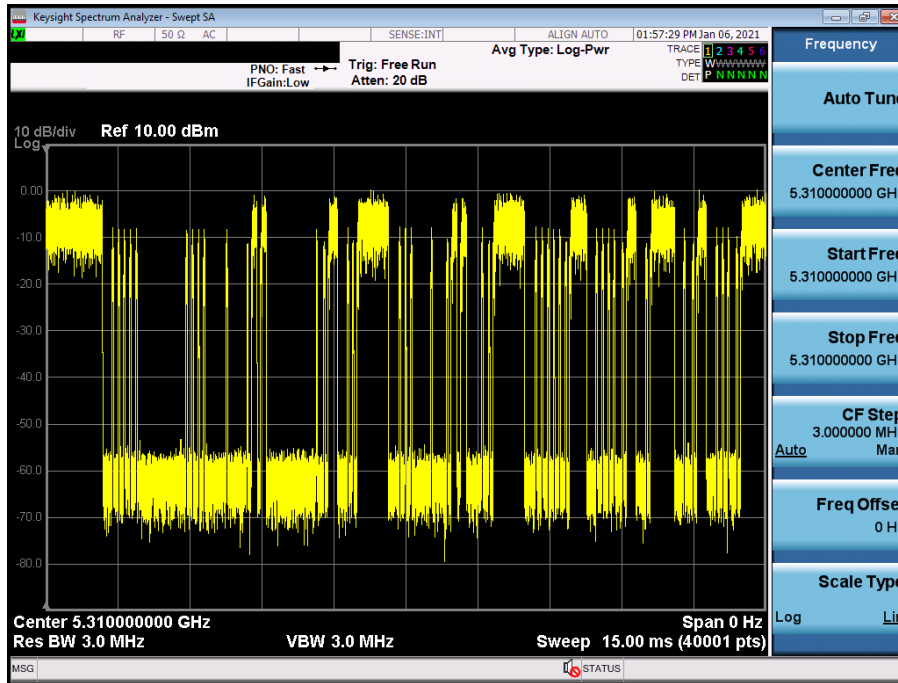 Keysight Spectrum Analyzer - Swept SA
LXI RF 50 Ω AC SENSE:INT ALIGN AUTO 01:57:29 PM Jan 06, 2021
PNO: Fast Trig: Free Run Avg Type: Log-Pwr TRACE 1 2 3 4 5 6
IFGain:Low Atten: 20 dB TYPE WWWWWW
DET P N N N N N
10 dB/div Ref 10.00 dBm
Log
0.00
-10.0
-20.0
-30.0
-40.0
-50.0
-60.0
-70.0
-80.0
Center 5.310000000 GHz Span 0 Hz
Res BW 3.0 MHz VBW 3.0 MHz Sweep 15.00 ms (40001 pts)
MSG STATUS
Frequency
Auto Tune
Center Freq
5.310000000 GH
Start Freq
5.310000000 GH
Stop Freq
5.310000000 GH
CF Step
3.000000 MH
Auto Man
Freq Offset
0 H
Scale Type
Log Lin